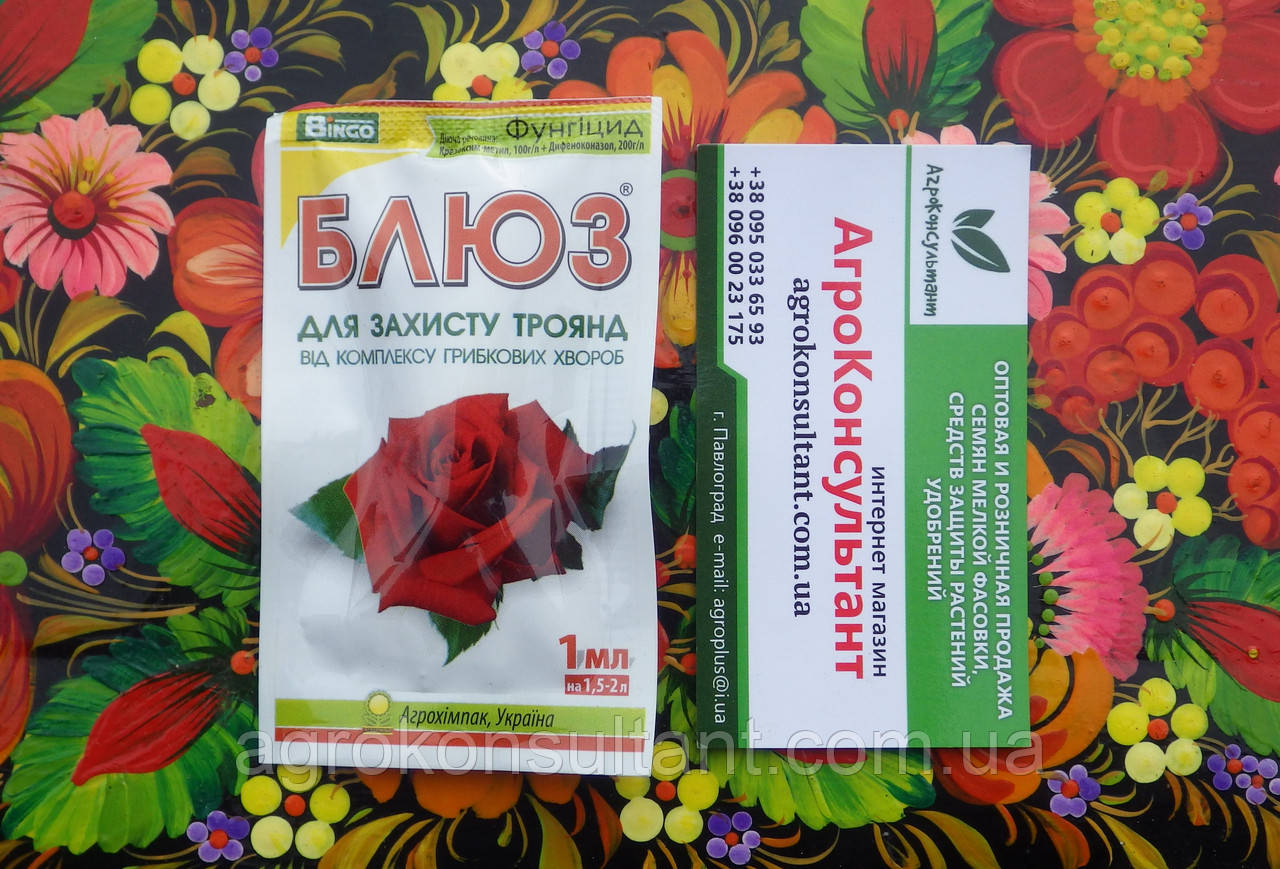 BINGO
Фунгіцид
Діюча речовина:
Крезоксим-метил, 100г/л + Дифеноконазол, 200г/л
БЛЮЗ®
ДЛЯ ЗАХИСТУ ТРОЯНД
ВІД КОМПЛЕКСУ ГРИБКОВИХ ХВОРОБ
1 мл
на 1,5-2 л
Агрохімпак, Україна
АгроКонсультант
ОПТОВАЯ И РОЗНИЧНАЯ ПРОДАЖА
СЕМЯН МЕЛКОЙ ФАСОВКИ,
СРЕДСТВ ЗАЩИТЫ РАСТЕНИЙ
УДОБРЕНИЙ
интернет магазин
АгроКонсультант
agrokonsultant.com.ua
+38 095 033 65 93
+38 096 00 23 175
г. Павлоград e-mail: agroplus@i.ua
agrokonsultant.com.ua